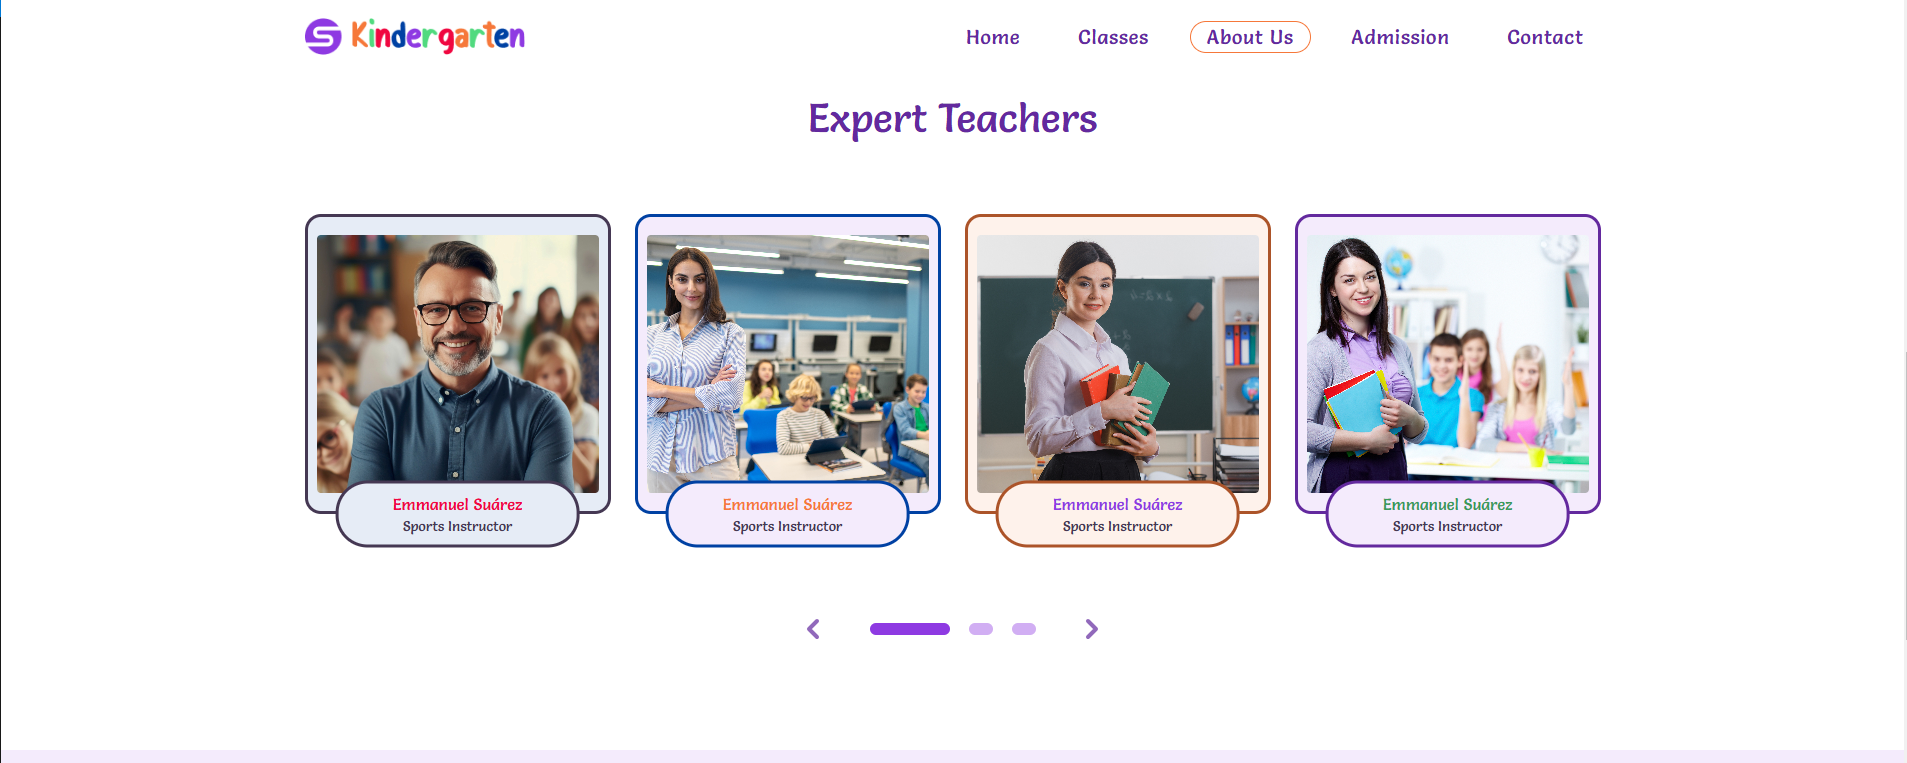 Kindergarten
Home
Classes
About Us
Admission
Contact
Expert Teachers
Emmanuel Suárez
Sports Instructor
Emmanuel Suárez
Sports Instructor
Emmanuel Suárez
Sports Instructor
Emmanuel Suárez
Sports Instructor